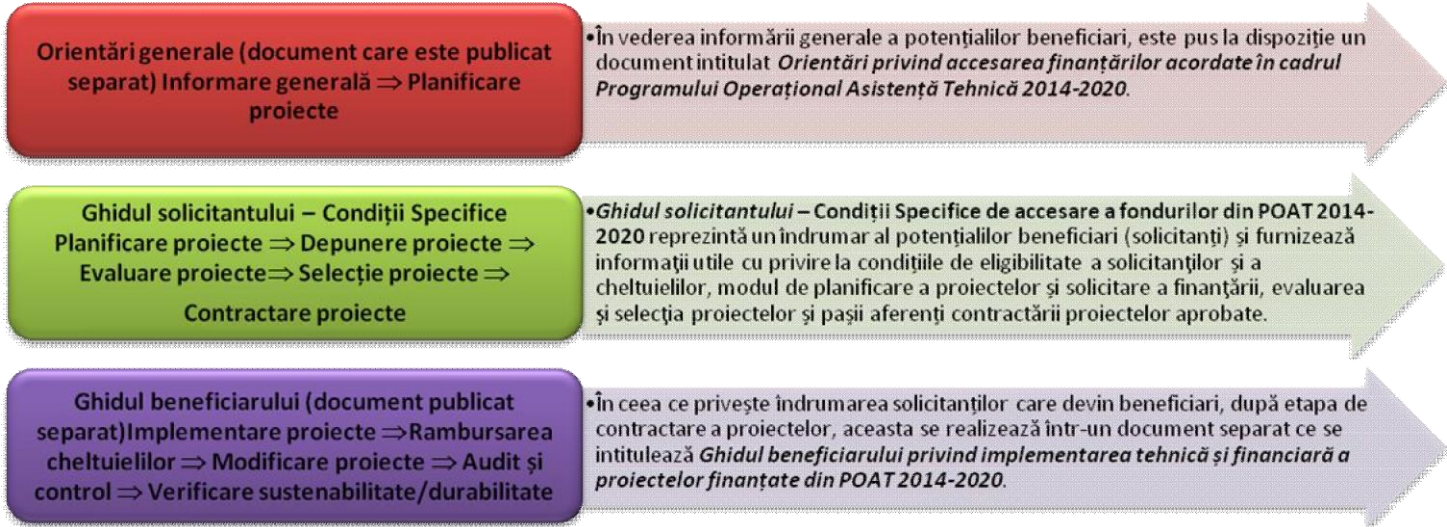 Orientări generale (document care este publicat
separat) Informare generală ⇒ Planificare
proiecte
•În vederea informării generale a potențialilor beneficiari, este pus la dispoziție un
document intitulat Orientări privind accesarea finanțărilor acordate în cadrul
Programului Operațional Asistență Tehnică 2014-2020.
Ghidul solicitantului – Condiții Specifice
Planificare proiecte ⇒ Depunere proiecte ⇒
Evaluare proiecte⇒ Selecție proiecte ⇒
Contractare proiecte
•Ghidul solicitantului – Condiții Specifice de accesare a fondurilor din POAT 2014-
2020 reprezintă un îndrumar al potențialilor beneficiari (solicitanți) și furnizează
informaţii utile cu privire la condițiile de eligibilitate a solicitanţilor și a
cheltuielilor, modul de planificare a proiectelor și solicitare a finanţării, evaluarea
și selecţia proiectelor și pașii aferenți contractării proiectelor aprobate.
Ghidul beneficiarului (document publicat
separat)Implementare proiecte ⇒Rambursarea
cheltuielilor ⇒ Modificare proiecte ⇒ Audit și
control ⇒ Verificare sustenabilitate/durabilitate
•În ceea ce privește îndrumarea solicitanților care devin beneficiari, după etapa de
contractare a proiectelor, aceasta se realizează într-un document separat ce se
intitulează Ghidul beneficiarului privind implementarea tehnică și financiară a
proiectelor finanțate din POAT 2014-2020.